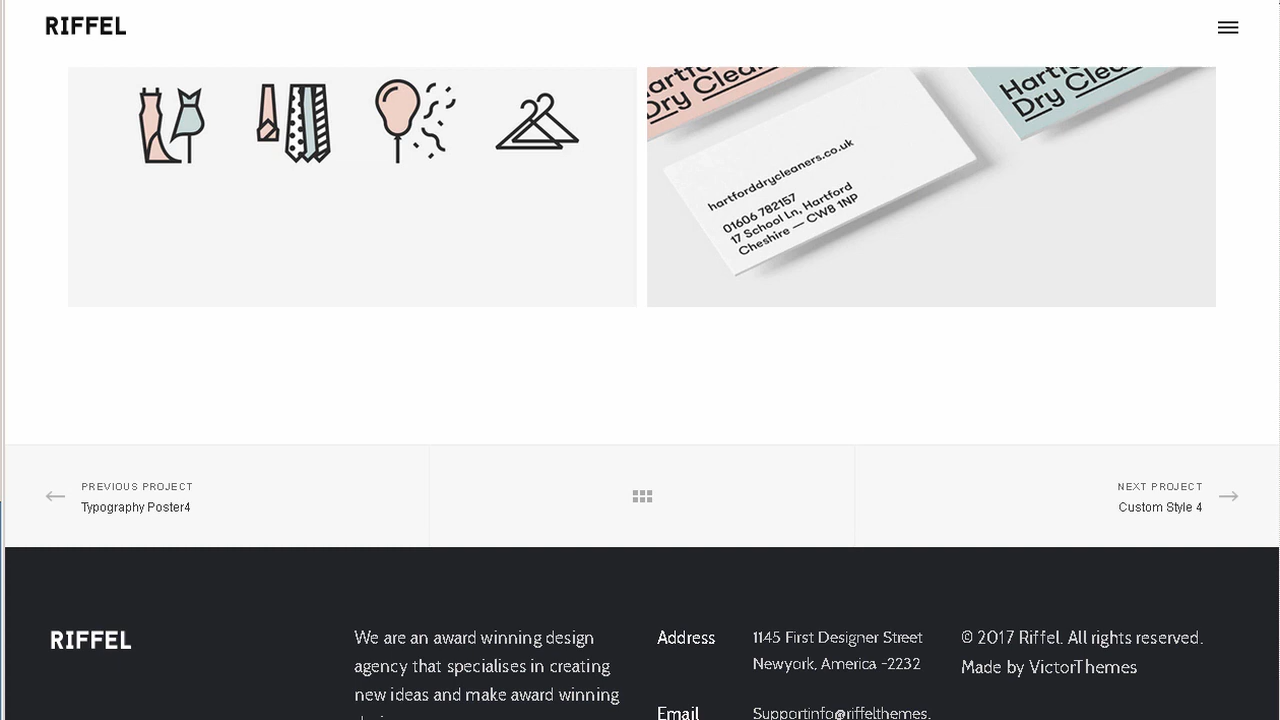 RIFFEL
Dry Clean
Hartfo
Dry Clea
hartforddrycleaners.co.uk
01606 782157
17 School Ln, Hartford
Cheshire — CW8 1NP
PREVIOUS PROJECT
Typography Poster4
NEXT PROJECT
Custom Style 4
RIFFEL
We are an award winning design
agency that specialises in creating
new ideas and make award winning
Address
1145 First Designer Street
Newyork, America -2232
Email
Supportinfo@riffelthemes.
© 2017 Riffel. All rights reserved.
Made by VictorThemes